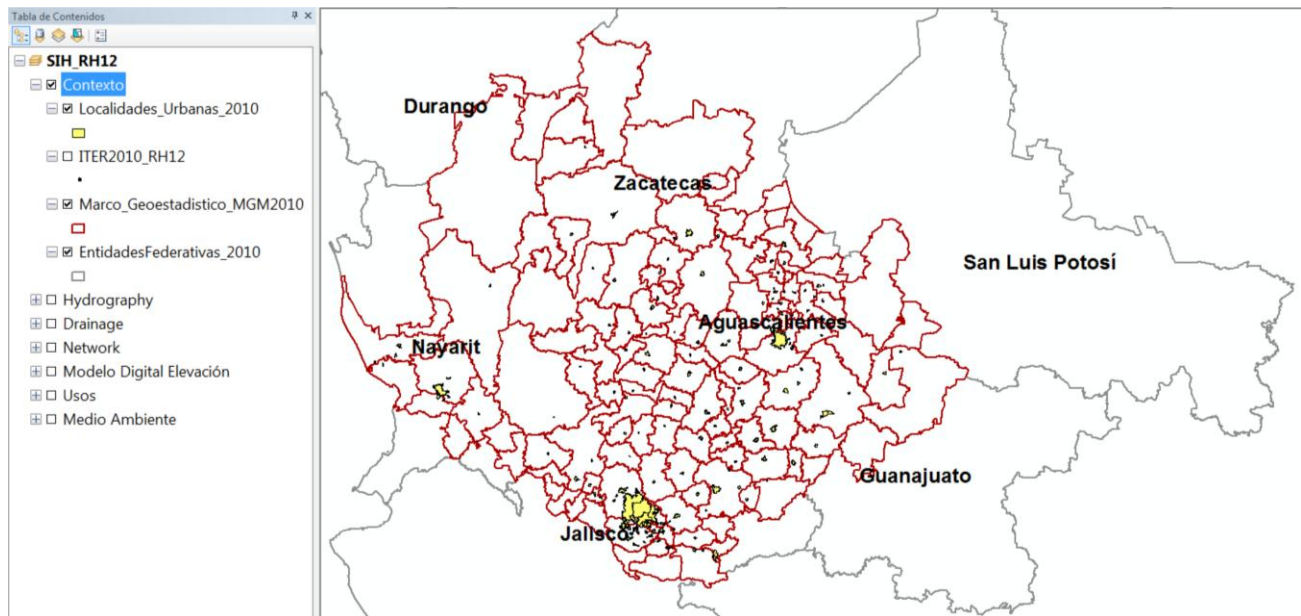 Tabla de Contenidos
SIH_RH12
Contexto
Localidades_Urbanas_2010
ITER2010_RH12
Marco_Geoestadistico_MGM2010
EntidadesFederativas_2010
Hydrography
Drainage
Network
Modelo Digital Elevación
Usos
Medio Ambiente
Durango
Zacatecas
San Luis Potosí
Aguascalientes
Nayarit
Guanajuato
Jalisco